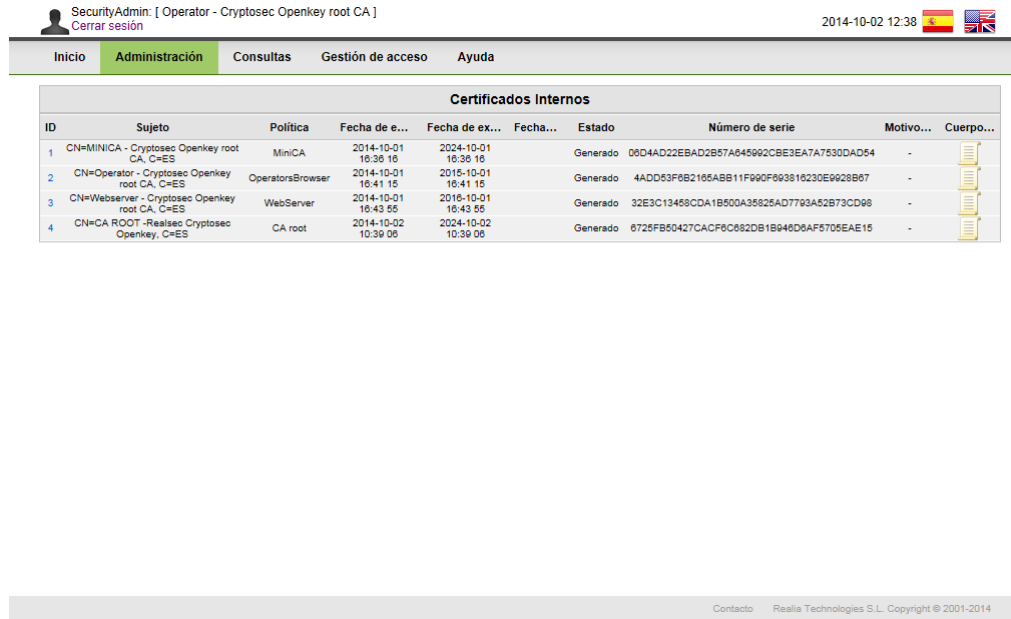 SecurityAdmin: [ Operator - Cryptosec Openkey root CA ]
Cerrar sesión
2014-10-02 12:38
Inicio Administración Consultas Gestión de acceso Ayuda
Certificados Internos
ID Sujeto Política Fecha de e... Fecha de ex... Fecha... Estado Número de serie Motivo... Cuerpo...
1 CN=MINICA - Cryptosec Openkey root CA, C=ES MiniCA 2014-10-01 16:36 16 2024-10-01 16:36 16 Generado 06D4AD22EBAD2B57A645992CBE3EA7A7530DAD54 -
2 CN=Operator - Cryptosec Openkey root CA, C=ES OperatorsBrowser 2014-10-01 16:41 15 2015-10-01 16:41 15 Generado 4ADD53F6B2165ABB11F990F693816230E9928B67 -
3 CN=Webserver - Cryptosec Openkey root CA, C=ES WebServer 2014-10-01 16:43 55 2016-10-01 16:43 55 Generado 32E3C13458CDA1B500A35825AD7793A52B73CD98 -
4 CN=CA ROOT -Realsec Cryptosec Openkey, C=ES CA root 2014-10-02 10:39 06 2024-10-02 10:39 06 Generado 6725FB50427CACF6C682DB1B946D6AF5705EAE15 -
Contacto Realia Technologies S.L. Copyright © 2001-2014